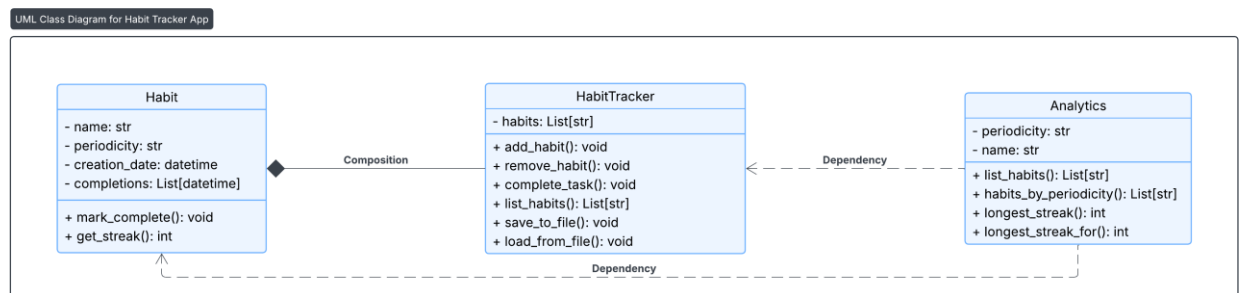 UML Class Diagram for Habit Tracker App
Habit
- name: str
- periodicity: str
- creation_date: datetime
- completions: List[datetime]
+ mark_complete(): void
+ get_streak(): int
Composition
HabitTracker
- habits: List[str]
+ add_habit(): void
+ remove_habit(): void
+ complete_task(): void
+ list_habits(): List[str]
+ save_to_file(): void
+ load_from_file(): void
Dependency
Analytics
- periodicity: str
- name: str
+ list_habits(): List[str]
+ habits_by_periodicity(): List[str]
+ longest_streak(): int
+ longest_streak_for(): int
Dependency